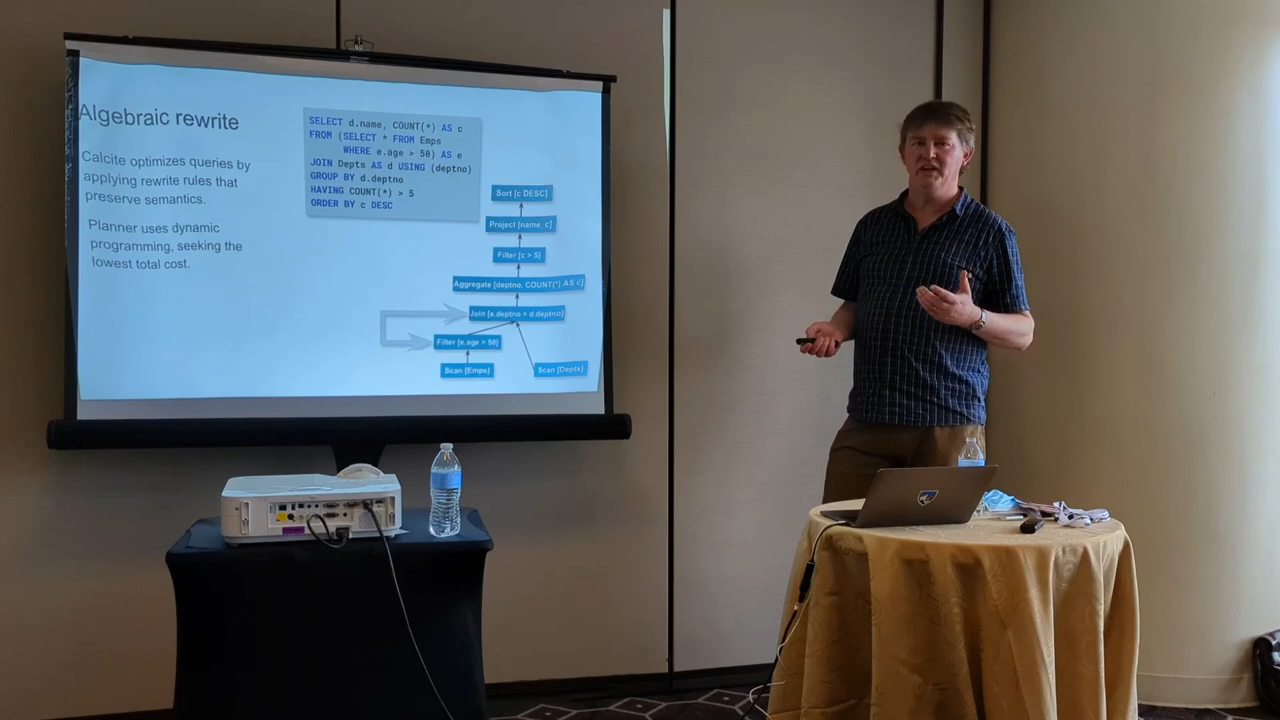 Algebraic rewrite
Calcite optimizes queries by
applying rewrite rules that
preserve semantics.
Planner uses dynamic
programming, seeking the
lowest total cost.
SELECT d.name, COUNT(*) AS c
FROM (SELECT * FROM Emps
WHERE e.age > 50) AS e
JOIN Depts AS d USING (deptno)
GROUP BY d.deptno
HAVING COUNT(*) > 5
ORDER BY c DESC
Sort [c DESC]
Project [name, c]
Filter [c > 5]
Aggregate [deptno, COUNT(*) AS c]
Join [e.deptno = d.deptno]
Filter [e.age > 50]
Scan [Emps]
Scan [Depts]